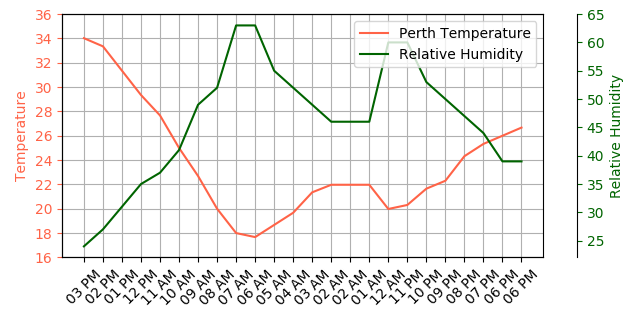 36
34
32
30
28
26
24
22
20
18
16
Temperature
Perth Temperature
Relative Humidity
65
60
55
50
45
40
35
30
25
Relative Humidity
03 PM
02 PM
01 PM
12 PM
11 AM
10 AM
09 AM
08 AM
07 AM
06 AM
05 AM
04 AM
03 AM
02 AM
02 AM
12 AM
11 PM
10 PM
09 PM
08 PM
07 PM
06 PM
06 PM